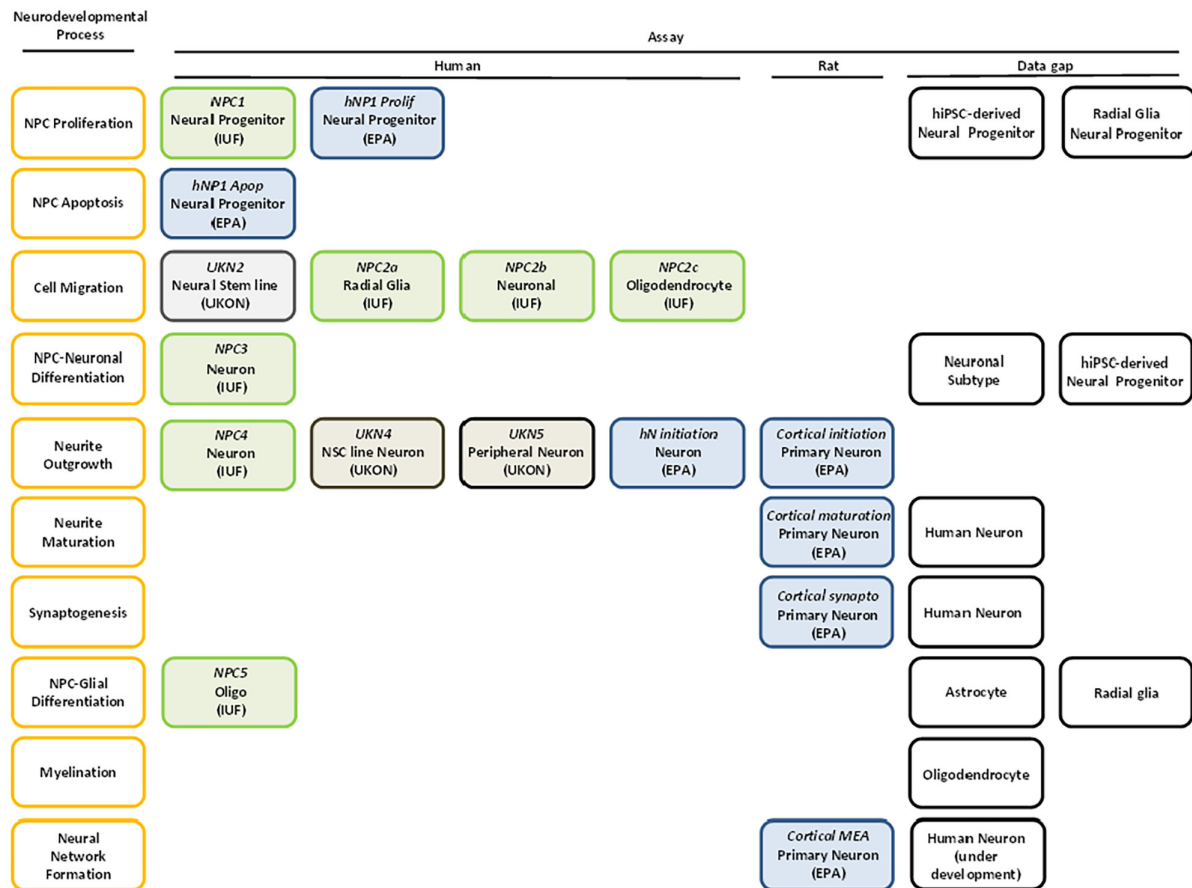 Neurodevelopmental
Process
Assay
Human
Rat
Data gap
NPC Proliferation
NPC1
Neural Progenitor
(IUF)
hNP1 Prolif
Neural Progenitor
(EPA)
hiPSC-derived
Neural Progenitor
Radial Glia
Neural Progenitor
NPC Apoptosis
hNP1 Apop
Neural Progenitor
(EPA)
Cell Migration
UKN2
Neural Stem line
(UKON)
NPC2a
Radial Glia
(IUF)
NPC2b
Neuronal
(IUF)
NPC2c
Oligodendrocyte
(IUF)
NPC-Neuronal
Differentiation
NPC3
Neuron
(IUF)
Neuronal
Subtype
hiPSC-derived
Neural Progenitor
Neurite
Outgrowth
NPC4
Neuron
(IUF)
UKN4
NSC line Neuron
(UKON)
UKN5
Peripheral Neuron
(UKON)
hN initiation
Neuron
(EPA)
Cortical initiation
Primary Neuron
(EPA)
Neurite
Maturation
Cortical maturation
Primary Neuron
(EPA)
Human Neuron
Synaptogenesis
Cortical synapto
Primary Neuron
(EPA)
Human Neuron
NPC-Glial
Differentiation
NPC5
Oligo
(IUF)
Astrocyte
Radial glia
Myelination
Oligodendrocyte
Neural
Network
Formation
Cortical MEA
Primary Neuron
(EPA)
Human Neuron
(under
development)